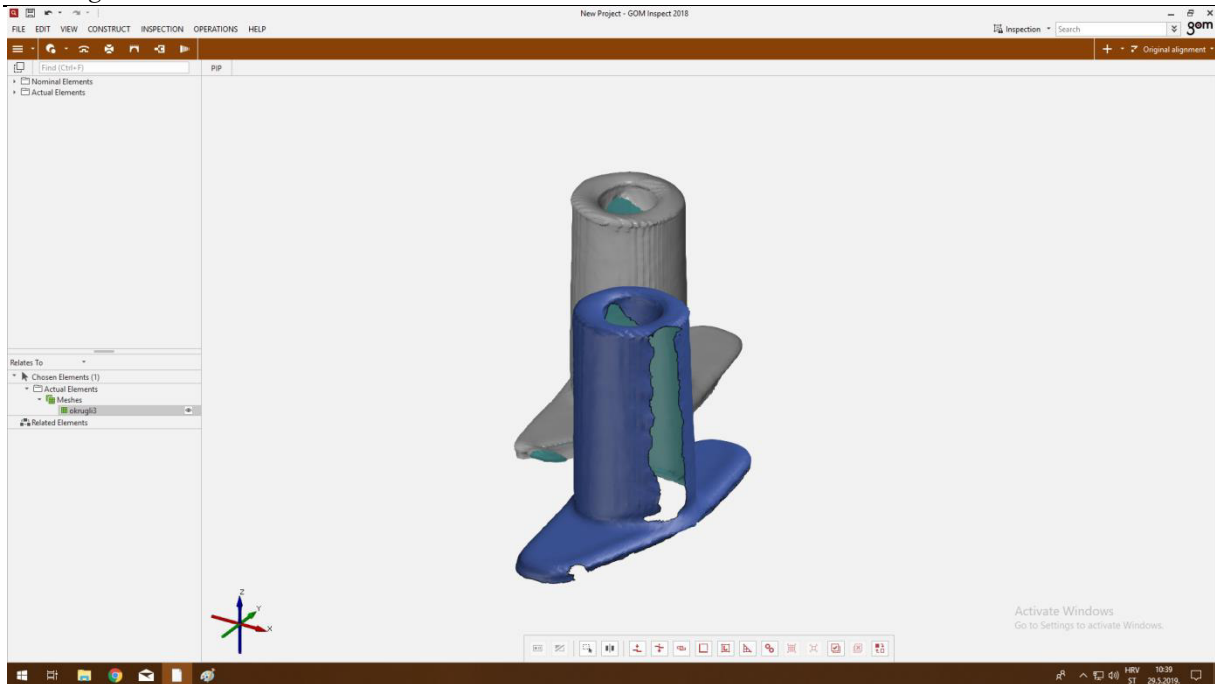 New Project - GOM Inspect 2018
FILE EDIT VIEW CONSTRUCT INSPECTION OPERATIONS HELP
Inspection Search gom
Original alignment
Find (Ctrl+F) PIP
Nominal Elements
Actual Elements
Relates To
Chosen Elements (1)
Actual Elements
Meshes
okrugli3
Related Elements
Z
Y
X
Activate Windows
Go to Settings to activate Windows.
HRV 10:39
ST 29.5.2019.